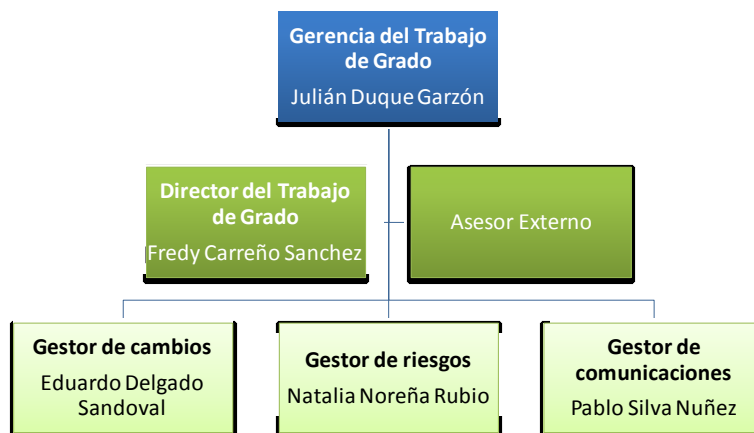 Gerencia del Trabajo
de Grado
Julián Duque Garzón
Director del Trabajo
de Grado
Fredy Carreño Sanchez
Asesor Externo
Gestor de cambios
Eduardo Delgado
Sandoval
Gestor de riesgos
Natalia Noreña Rubio
Gestor de
comunicaciones
Pablo Silva Nuñez